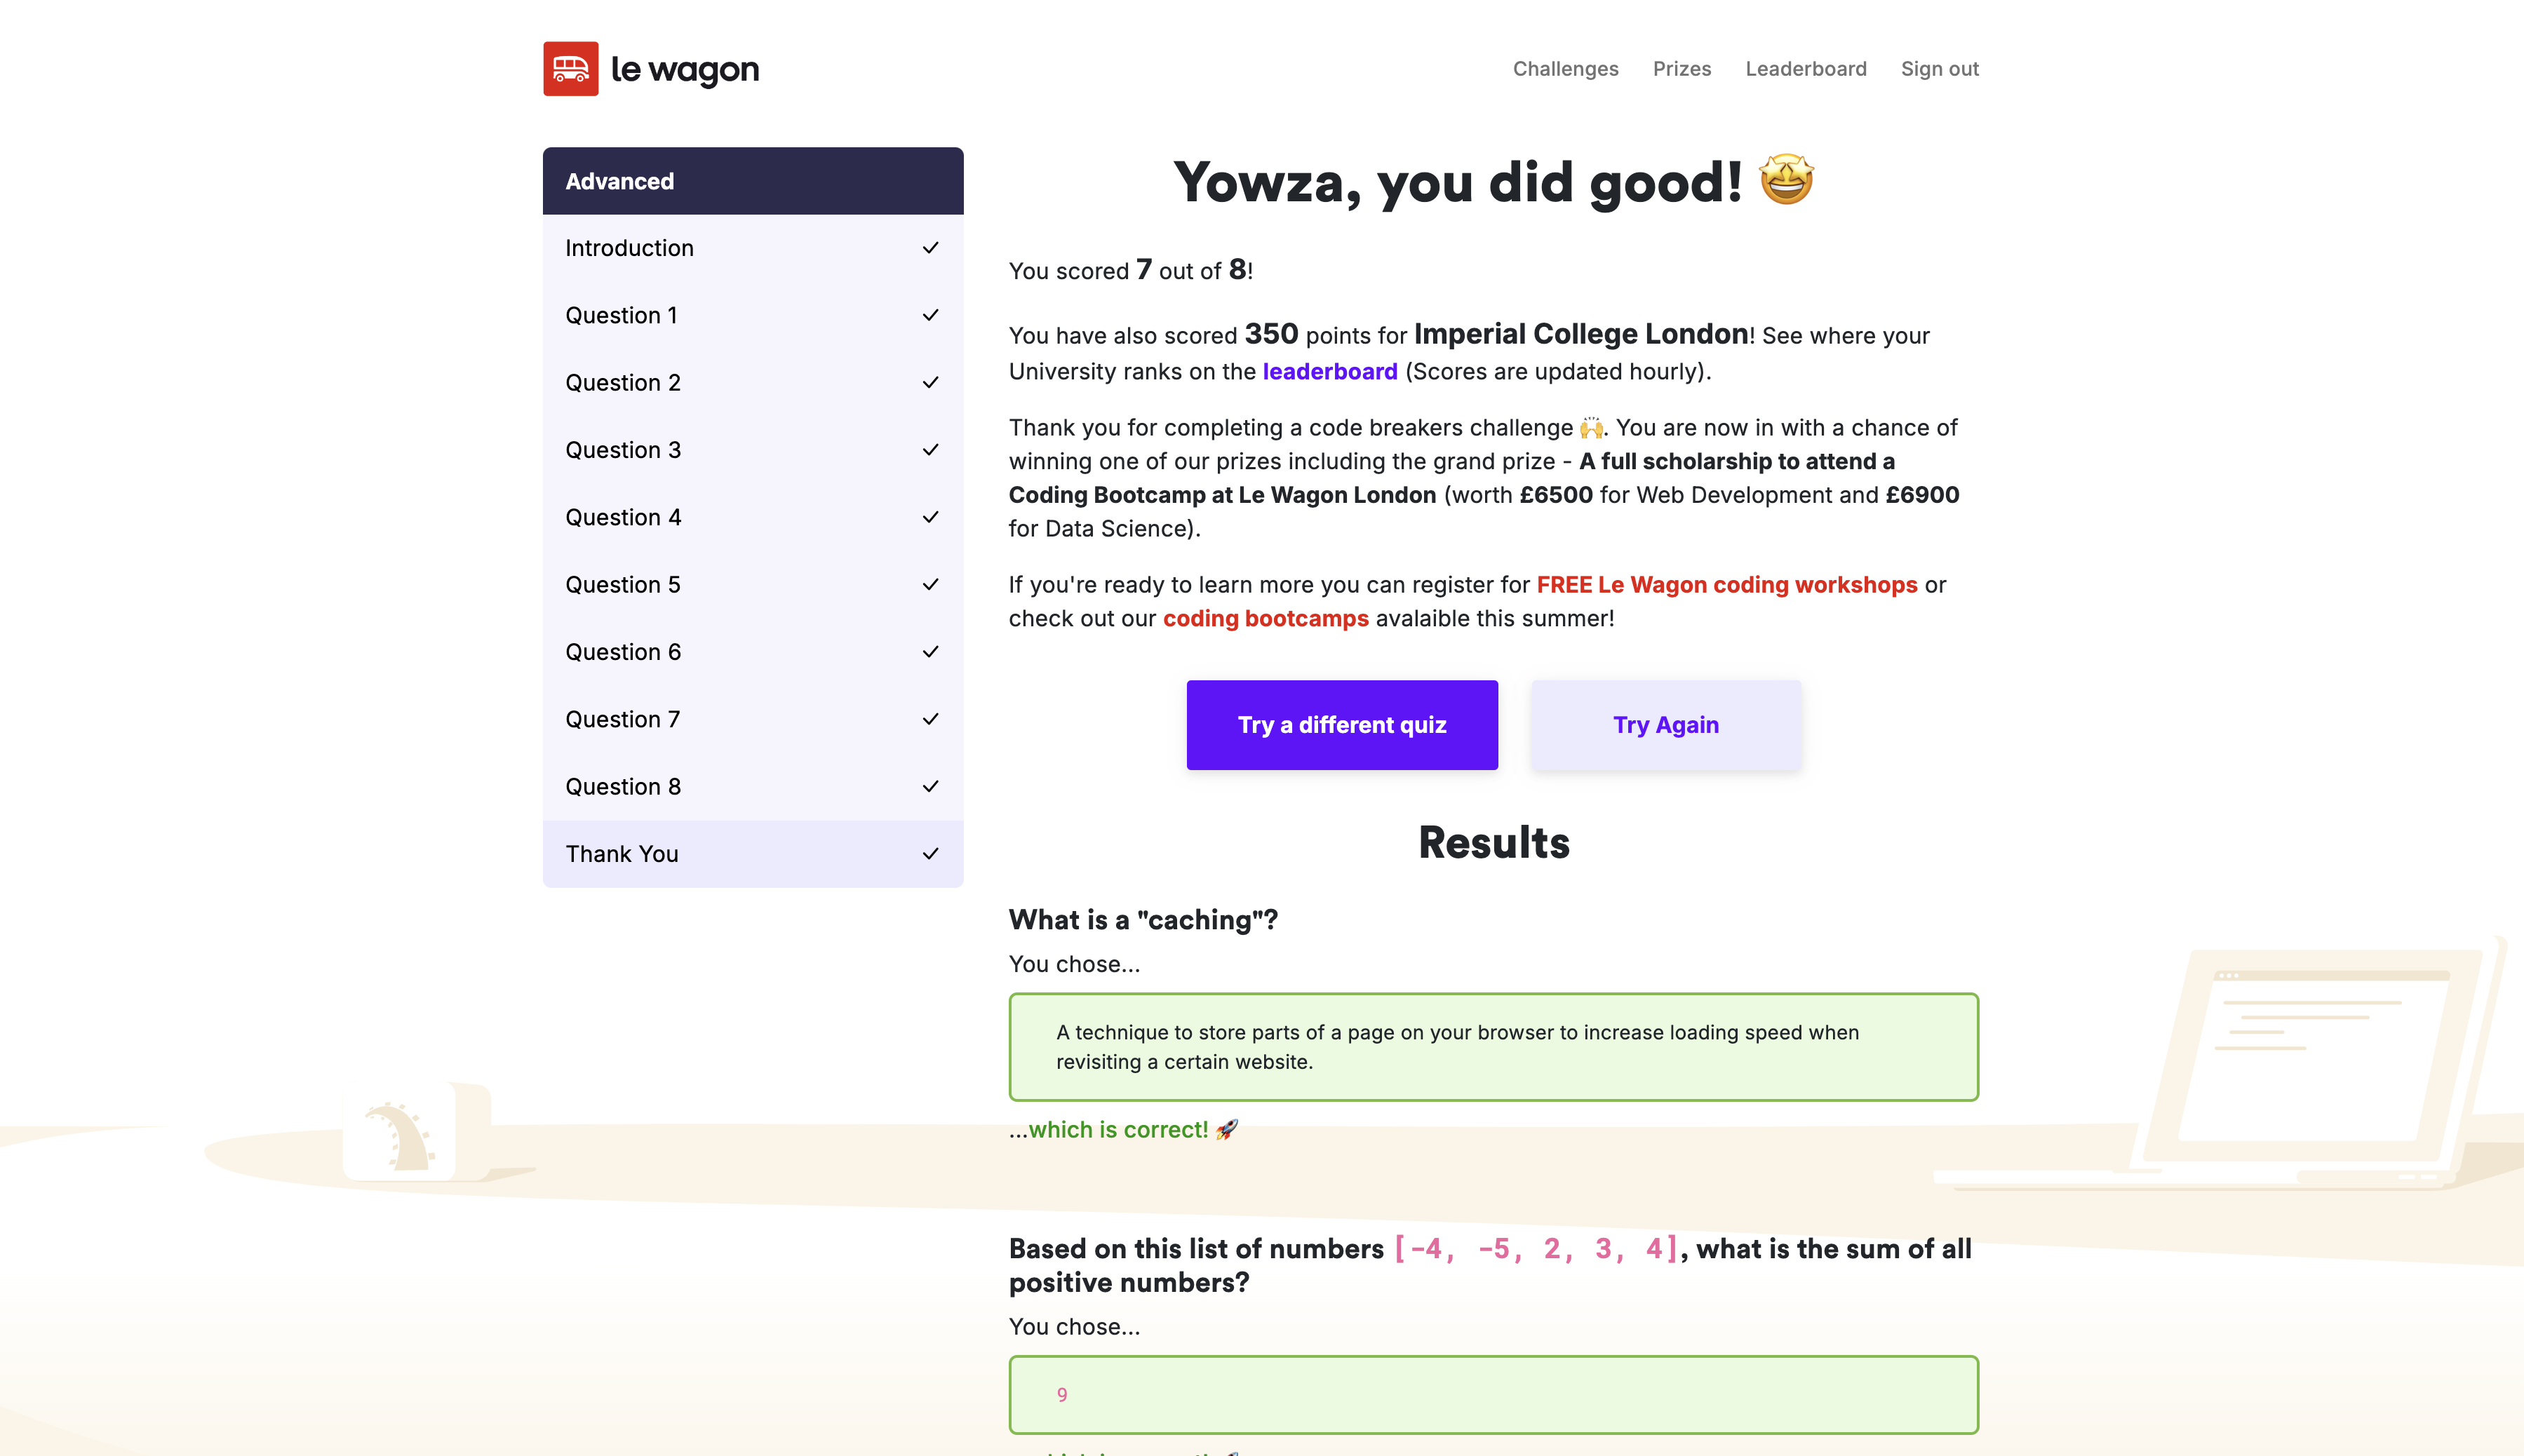 le wagon
Challenges Prizes Leaderboard Sign out
Advanced
Introduction
Question 1
Question 2
Question 3
Question 4
Question 5
Question 6
Question 7
Question 8
Thank You
Yowza, you did good! 🤩
You scored 7 out of 8!
You have also scored 350 points for Imperial College London! See where your
University ranks on the leaderboard (Scores are updated hourly).
Thank you for completing a code breakers challenge 🙌. You are now in with a chance of
winning one of our prizes including the grand prize - A full scholarship to attend a
Coding Bootcamp at Le Wagon London (worth £6500 for Web Development and £6900
for Data Science).
If you're ready to learn more you can register for FREE Le Wagon coding workshops or
check out our coding bootcamps avalaible this summer!
Try a different quiz Try Again
Results
What is a "caching"?
You chose...
A technique to store parts of a page on your browser to increase loading speed when
revisiting a certain website.
...which is correct! 🚀
Based on this list of numbers [-4, -5, 2, 3, 4], what is the sum of all
positive numbers?
You chose...
9